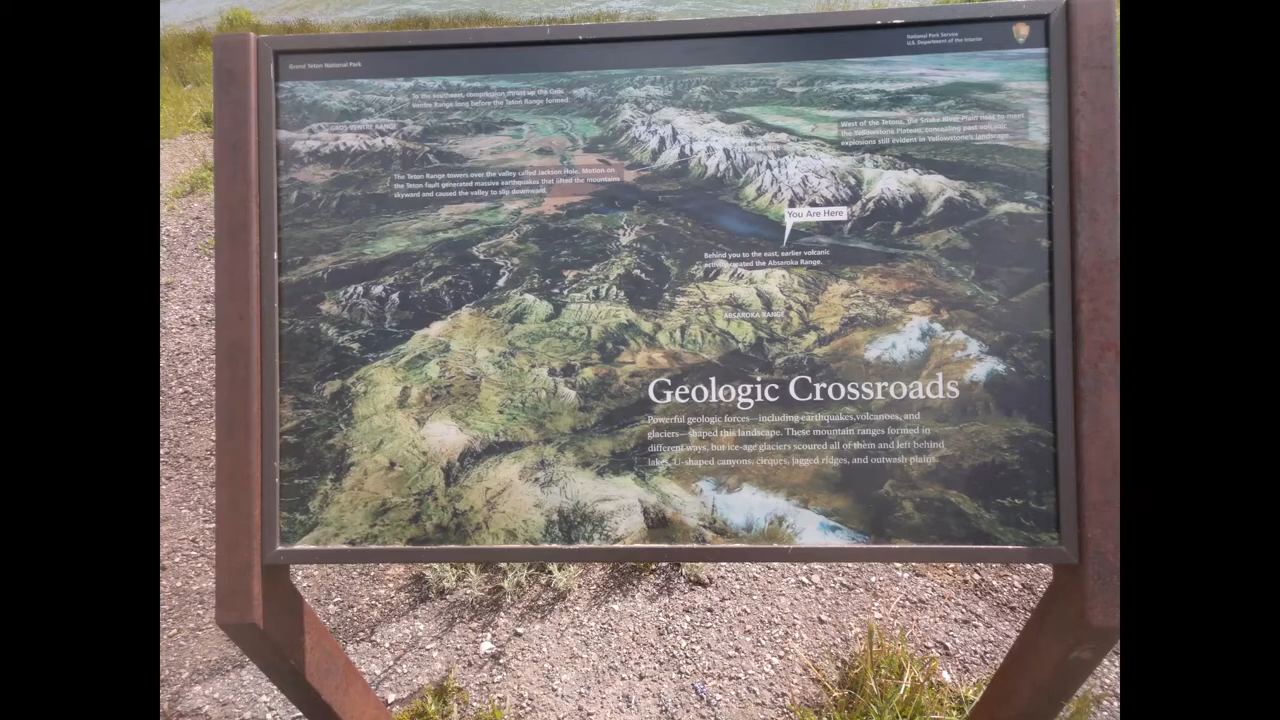 Grand Teton National Park
National Park Service
U.S. Department of the Interior
To the southeast, compression thrust up the Gros
Ventre Range long before the Teton Range formed.
GROS VENTRE RANGE
West of the Tetons, the Snake River Plain rises to meet
the Yellowstone Plateau, concealing past volcanic
explosions still evident in Yellowstone's landscape.
TETON RANGE
The Teton Range towers over the valley called Jackson Hole. Motion on
the Teton fault generated massive earthquakes that lifted the mountains
skyward and caused the valley to slip downward.
You Are Here
Behind you to the east, earlier volcanic
activity created the Absaroka Range.
ABSAROKA RANGE
Geologic Crossroads
Powerful geologic forces—including earthquakes, volcanoes, and
glaciers—shaped this landscape. These mountain ranges formed in
different ways, but ice-age glaciers scoured all of them and left behind
lakes, U-shaped canyons, cirques, jagged ridges, and outwash plains.